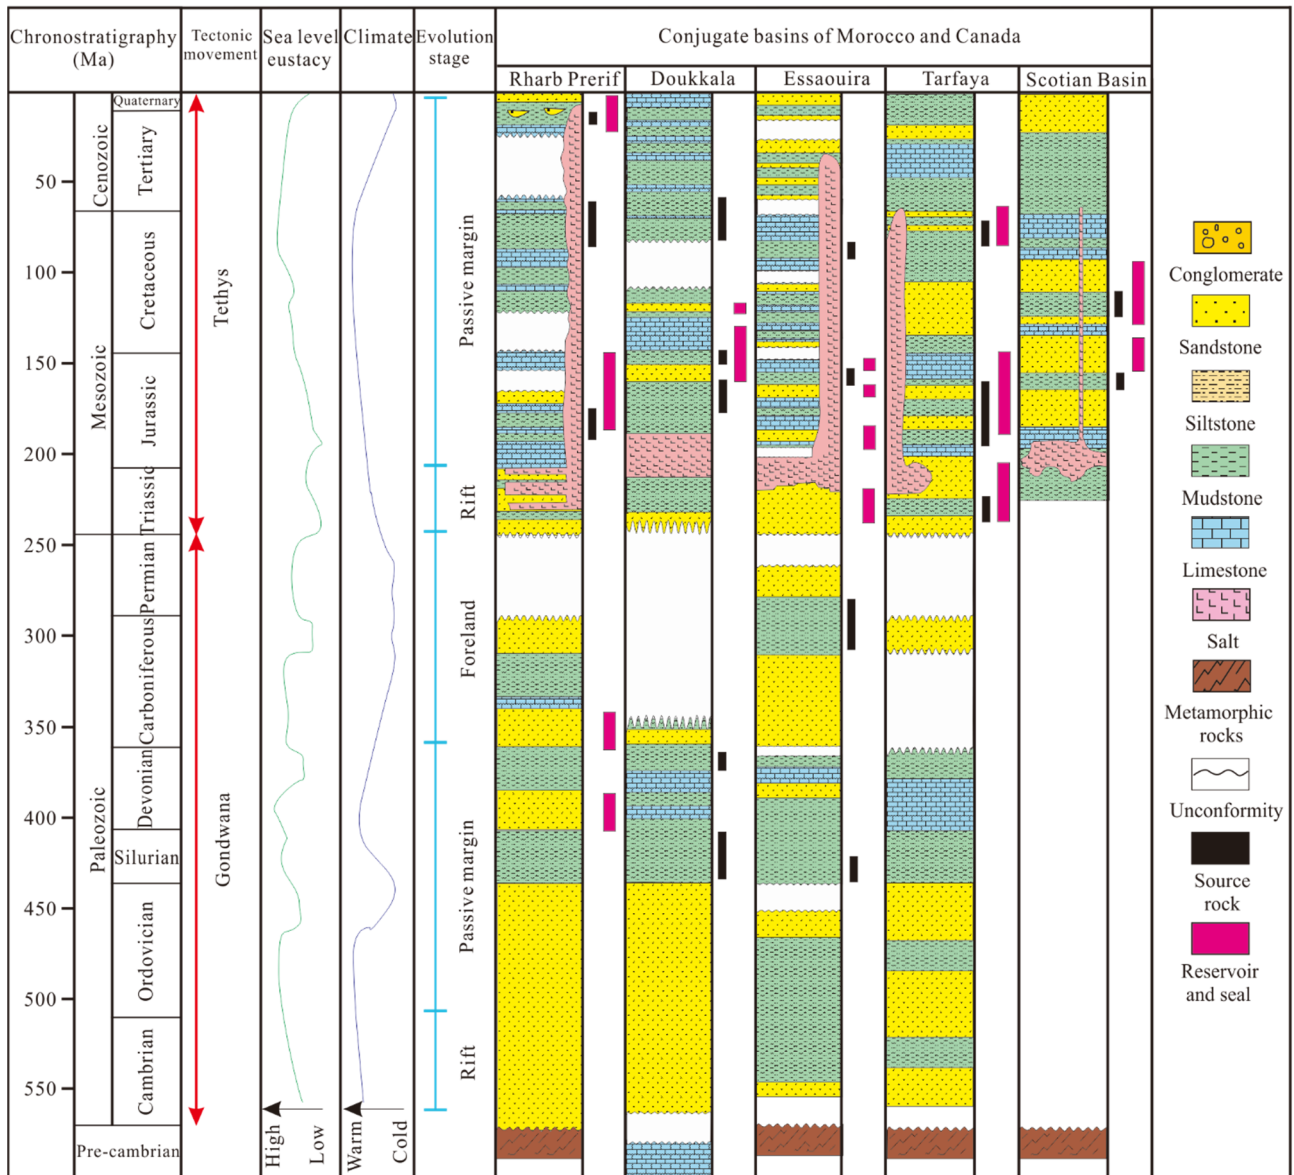 Chronostratigraphy
(Ma)
Tectonic
movement
Sea level
eustacy
Climate
Evolution
stage
Conjugate basins of Morocco and Canada
Rharb Prerif
Doukkala
Essaouira
Tarfaya
Scotian Basin
50
100
150
200
250
300
350
400
450
500
550
Cenozoic
Mesozoic
Paleozoic
Quaternary
Tertiary
Cretaceous
Jurassic
Triassic
Permian
Carboniferous
Devonian
Silurian
Ordovician
Cambrian
Pre-cambrian
Tethys
Gondwana
High
Low
Warm
Cold
Passive margin
Rift
Foreland
Passive margin
Rift
Conglomerate
Sandstone
Siltstone
Mudstone
Limestone
Salt
Metamorphic
rocks
Unconformity
Source
rock
Reservoir
and seal